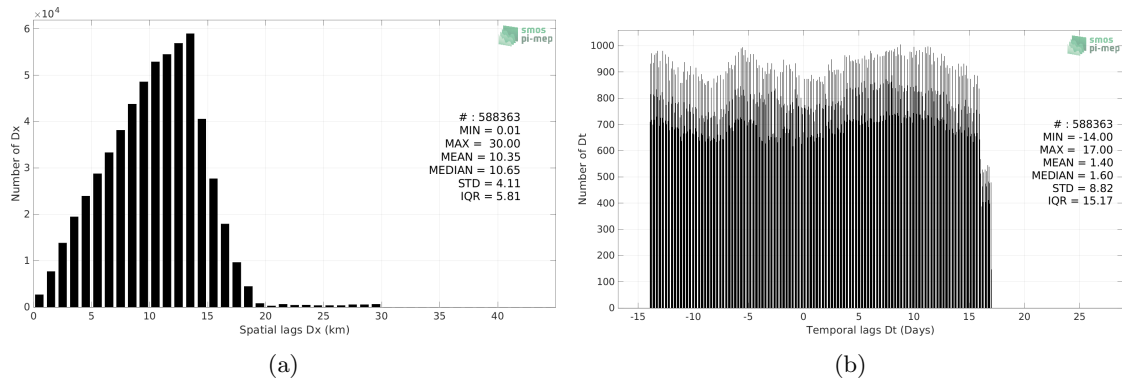 ×10⁴
6
5
4
3
2
1
0
Number of Dx
0 5 10 15 20 25 30 35 40
Spatial lags Dx (km)
smos
pi-mep
# : 588363
MIN = 0.01
MAX = 30.00
MEAN = 10.35
MEDIAN = 10.65
STD = 4.11
IQR = 5.81
(a)
1000
900
800
700
600
500
400
300
200
100
0
Number of Dt
-15 -10 -5 0 5 10 15 20 25
Temporal lags Dt (Days)
smos
pi-mep
# : 588363
MIN = -14.00
MAX = 17.00
MEAN = 1.40
MEDIAN = 1.60
STD = 8.82
IQR = 15.17
(b)